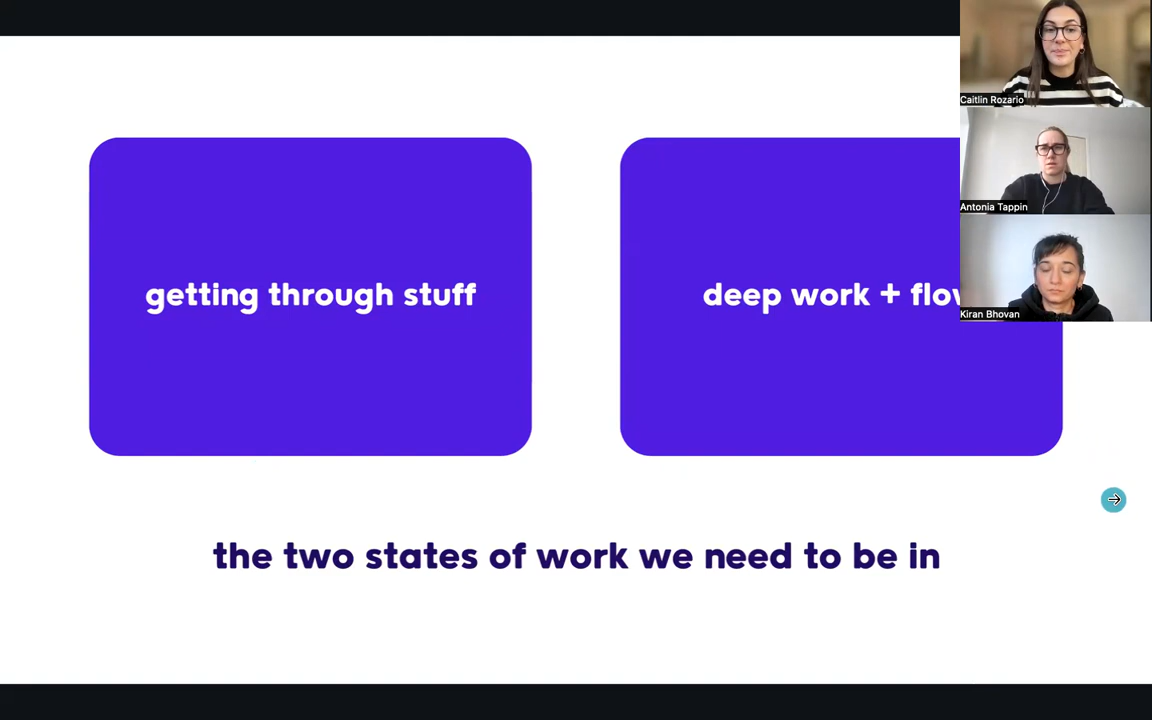 Caitlin Rozario
Antonia Tappin
Kiran Bhovan
getting through stuff
deep work +
the two states of work we need to be in